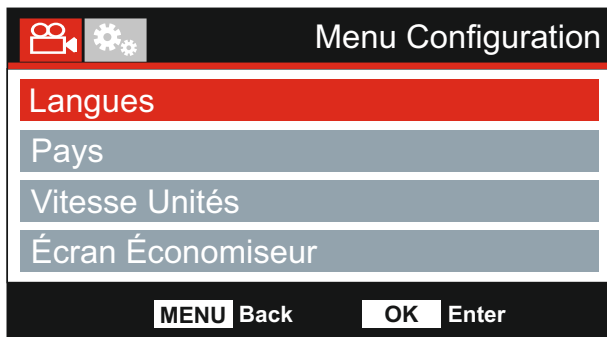 Menu Configuration
Langues
Pays
Vitesse Unités
Écran Économiseur
MENU Back OK Enter